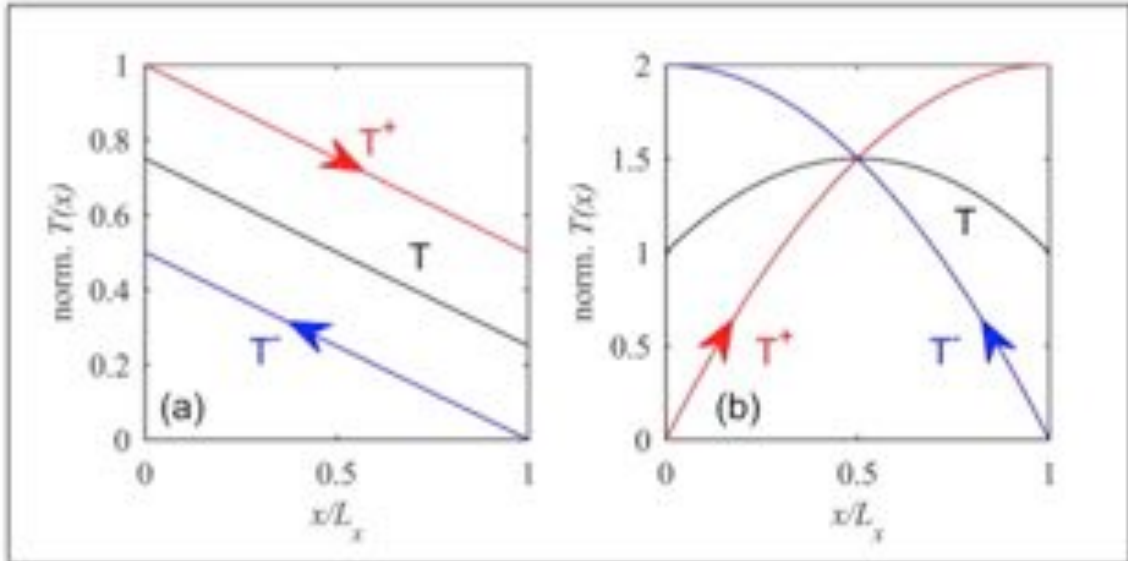 1
0.8
0.6
0.4
0.2
0
norm. T(x)
T+
T
T-
(a)
0
0.5
1
x/Lx
2
1.5
1
0.5
0
norm. T(x)
T
T+
T-
(b)
0
0.5
1
x/Lx